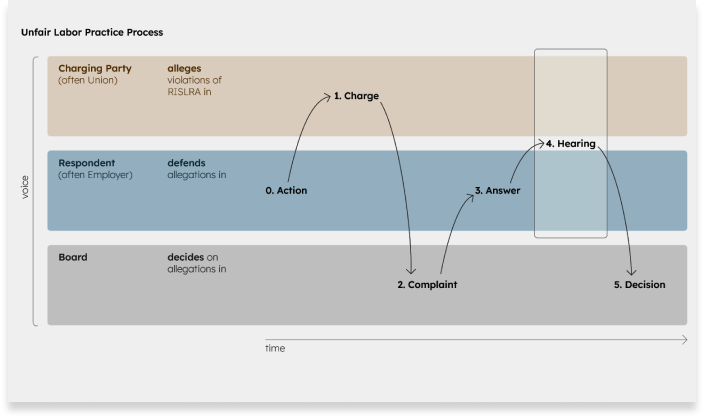 Unfair Labor Practice Process
Charging Party
(often Union)
alleges
violations of
RISLRA in
1. Charge
4. Hearing
Respondent
(often Employer)
defends
allegations in
0. Action
3. Answer
voice
Board
decides on
allegations in
2. Complaint
5. Decision
time